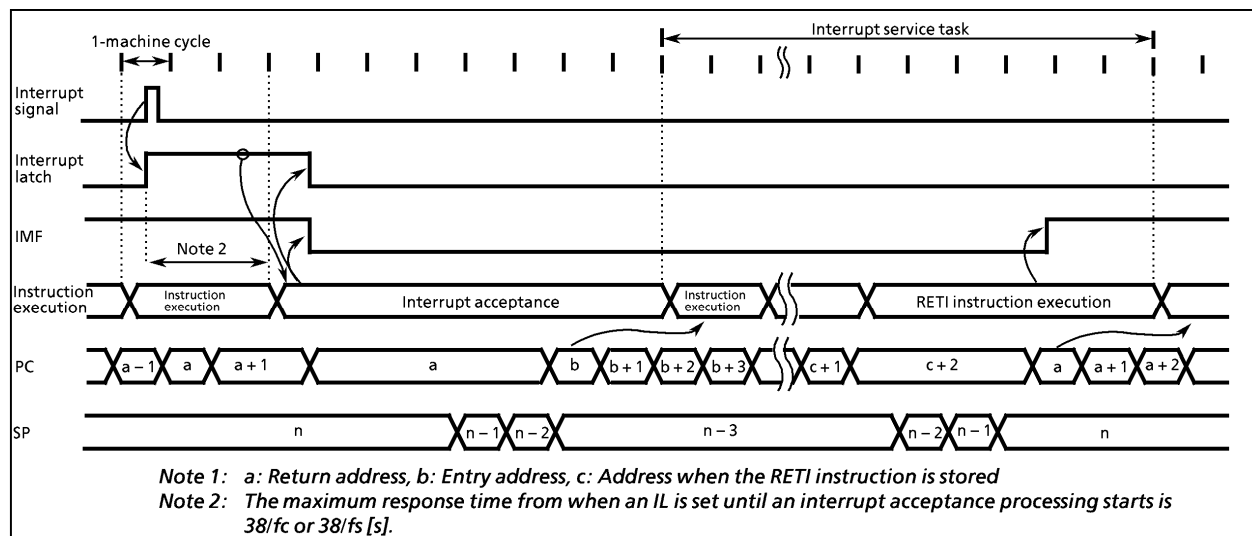 Interrupt service task
1-machine cycle
Interrupt
signal
Interrupt
latch
IMF
Note 2
Instruction
execution
Instruction
execution
Interrupt acceptance
Instruction
execution
RETI instruction execution
PC
a – 1
a
a + 1
a
b
b + 1
b + 2
b + 3
c + 1
c + 2
a
a + 1
a + 2
SP
n
n – 1
n – 2
n – 3
n – 2
n – 1
n
Note 1: a: Return address, b: Entry address, c: Address when the RETI instruction is stored
Note 2: The maximum response time from when an IL is set until an interrupt acceptance processing starts is
38/fc or 38/fs [s].